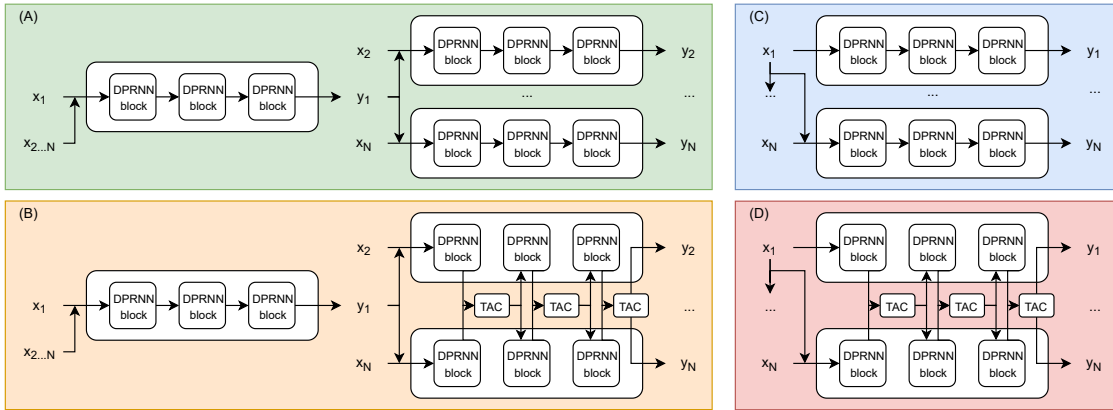 (A)
x1
x2...N
DPRNN
block
DPRNN
block
DPRNN
block
x2
y1
xN
DPRNN
block
DPRNN
block
DPRNN
block
y2
...
...
DPRNN
block
DPRNN
block
DPRNN
block
yN
(C)
x1
...
xN
DPRNN
block
DPRNN
block
DPRNN
block
y1
...
...
DPRNN
block
DPRNN
block
DPRNN
block
yN
(B)
x1
x2...N
DPRNN
block
DPRNN
block
DPRNN
block
x2
y1
xN
DPRNN
block
DPRNN
block
DPRNN
block
y2
TAC
TAC
TAC
...
DPRNN
block
DPRNN
block
DPRNN
block
yN
(D)
x1
...
xN
DPRNN
block
DPRNN
block
DPRNN
block
y1
TAC
TAC
TAC
...
DPRNN
block
DPRNN
block
DPRNN
block
yN